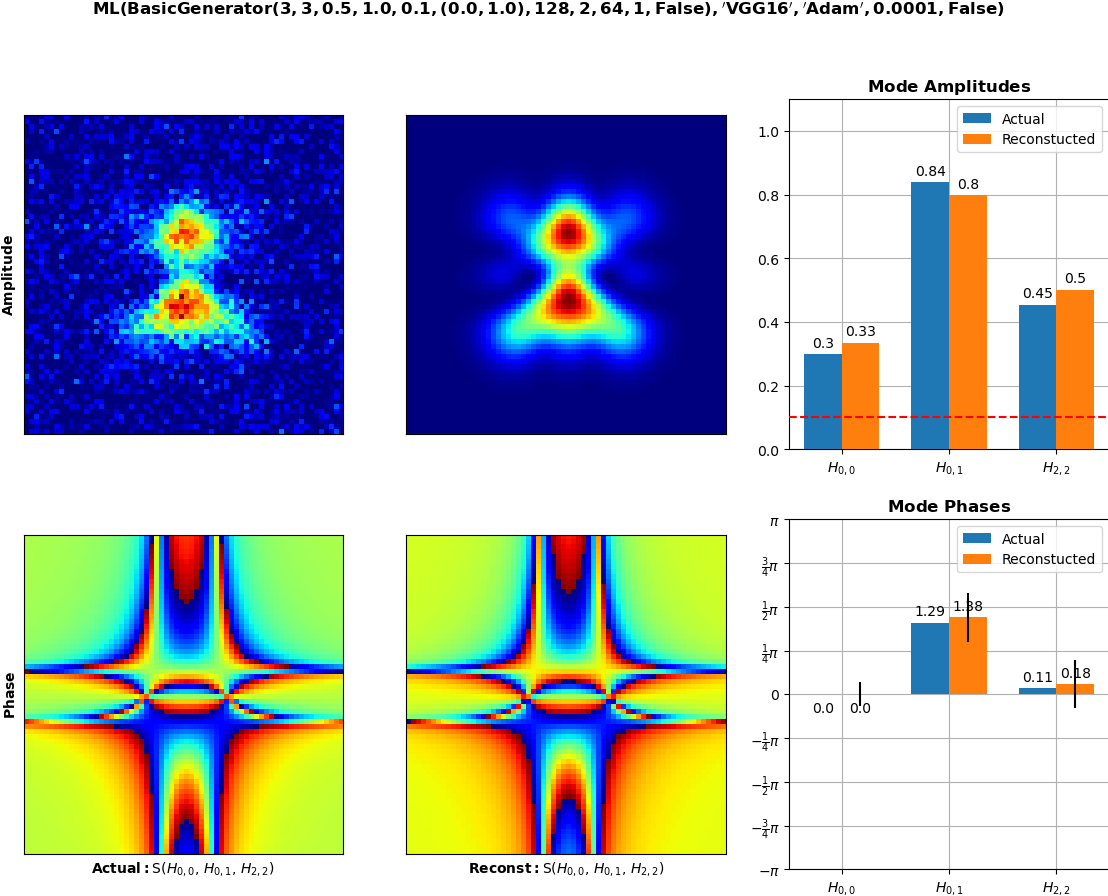 ML(BasicGenerator(3, 3, 0.5, 1.0, 0.1, (0.0, 1.0), 128, 2, 64, 1, False), ′VGG16′, ′Adam′, 0.0001, False)
Amplitude
Mode Amplitudes
Actual
Reconstucted
1.0
0.8
0.6
0.4
0.2
0.0
0.3
0.33
0.84
0.8
0.45
0.5
H0,0
H0,1
H2,2
Phase
Actual: S(H0,0, H0,1, H2,2)
Reconst: S(H0,0, H0,1, H2,2)
Mode Phases
Actual
Reconstucted
π
3/4π
1/2π
1/4π
0
−1/4π
−1/2π
−3/4π
−π
0.0
0.0
1.29
1.38
0.11
0.18
H0,0
H0,1
H2,2